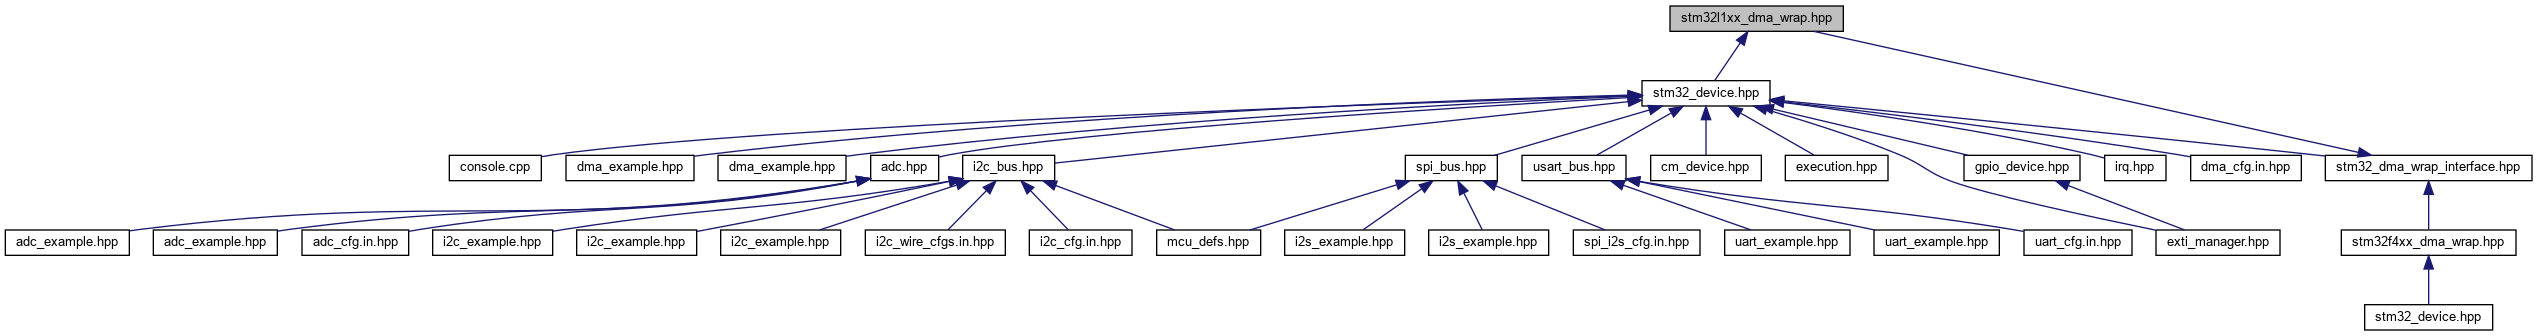 stm32l1xx_dma_wrap.hpp
stm32_device.hpp
console.cpp
dma_example.hpp
dma_example.hpp
adc.hpp
i2c_bus.hpp
spi_bus.hpp
usart_bus.hpp
cm_device.hpp
execution.hpp
gpio_device.hpp
irq.hpp
dma_cfg.in.hpp
stm32_dma_wrap_interface.hpp
adc_example.hpp
adc_example.hpp
adc_cfg.in.hpp
i2c_example.hpp
i2c_example.hpp
i2c_example.hpp
i2c_wire_cfgs.in.hpp
i2c_cfg.in.hpp
mcu_defs.hpp
i2s_example.hpp
i2s_example.hpp
spi_i2s_cfg.in.hpp
uart_example.hpp
uart_example.hpp
uart_cfg.in.hpp
exti_manager.hpp
stm32f4xx_dma_wrap.hpp
stm32_device.hpp